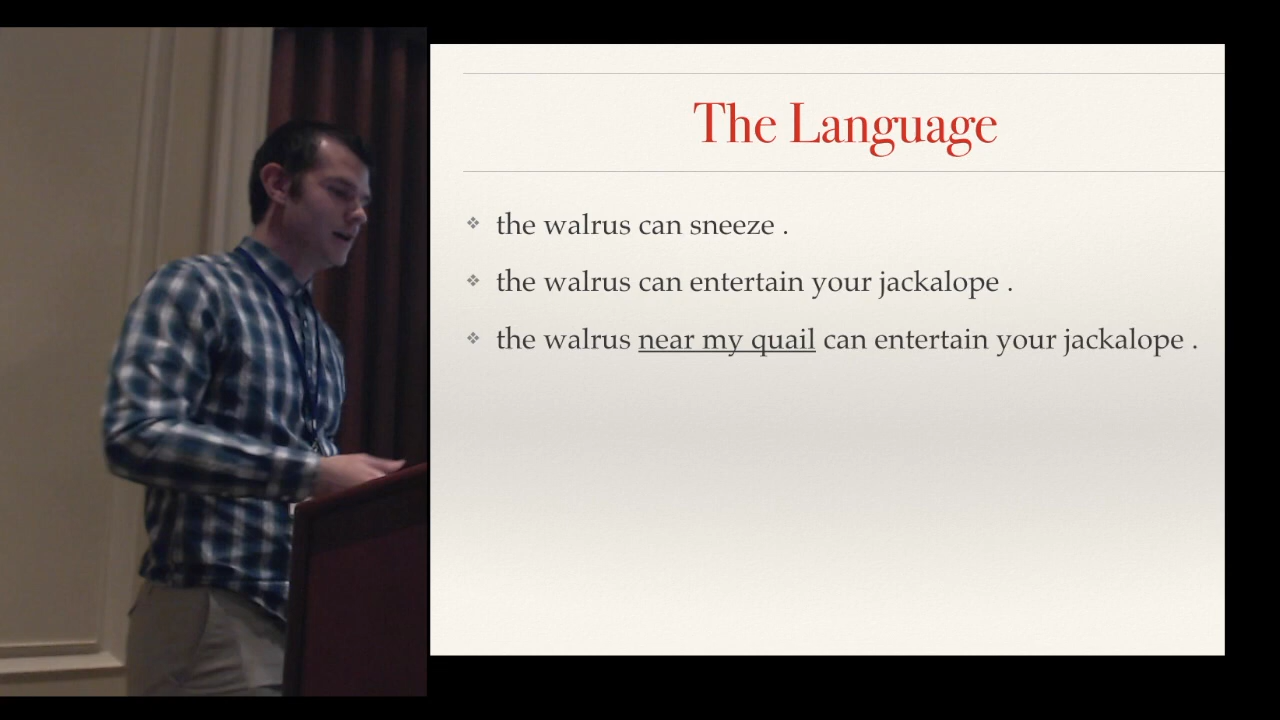 The Language
❖ the walrus can sneeze .
❖ the walrus can entertain your jackalope .
❖ the walrus near my quail can entertain your jackalope .